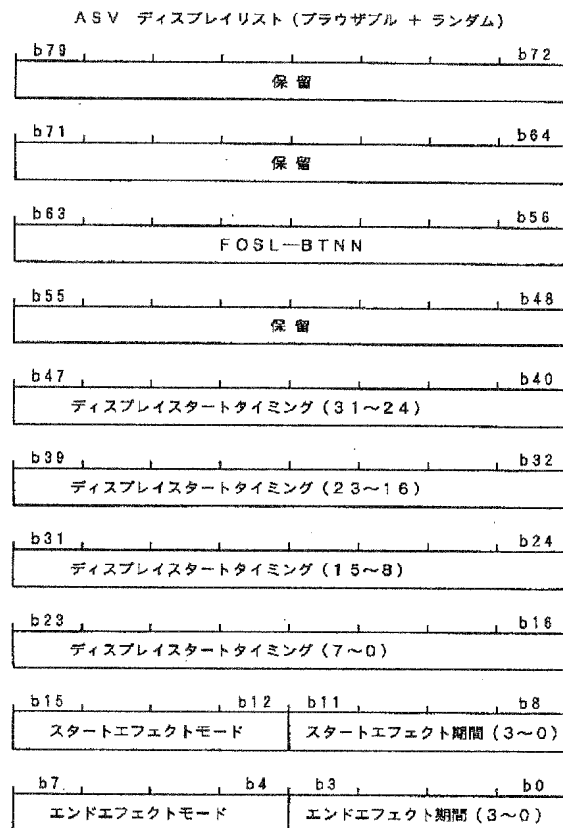 ASV ディスプレイリスト(ブラウザブル + ランダム)
b79 b72
保留
b71 b64
保留
b63 b56
FOSL—BTNN
b55 b48
保留
b47 b40
ディスプレイスタートタイミング(31〜24)
b39 b32
ディスプレイスタートタイミング(23〜16)
b31 b24
ディスプレイスタートタイミング(15〜8)
b23 b16
ディスプレイスタートタイミング(7〜0)
b15 b12 b11 b8
スタートエフェクトモード スタートエフェクト期間(3〜0)
b7 b4 b3 b0
エンドエフェクトモード エンドエフェクト期間(3〜0)